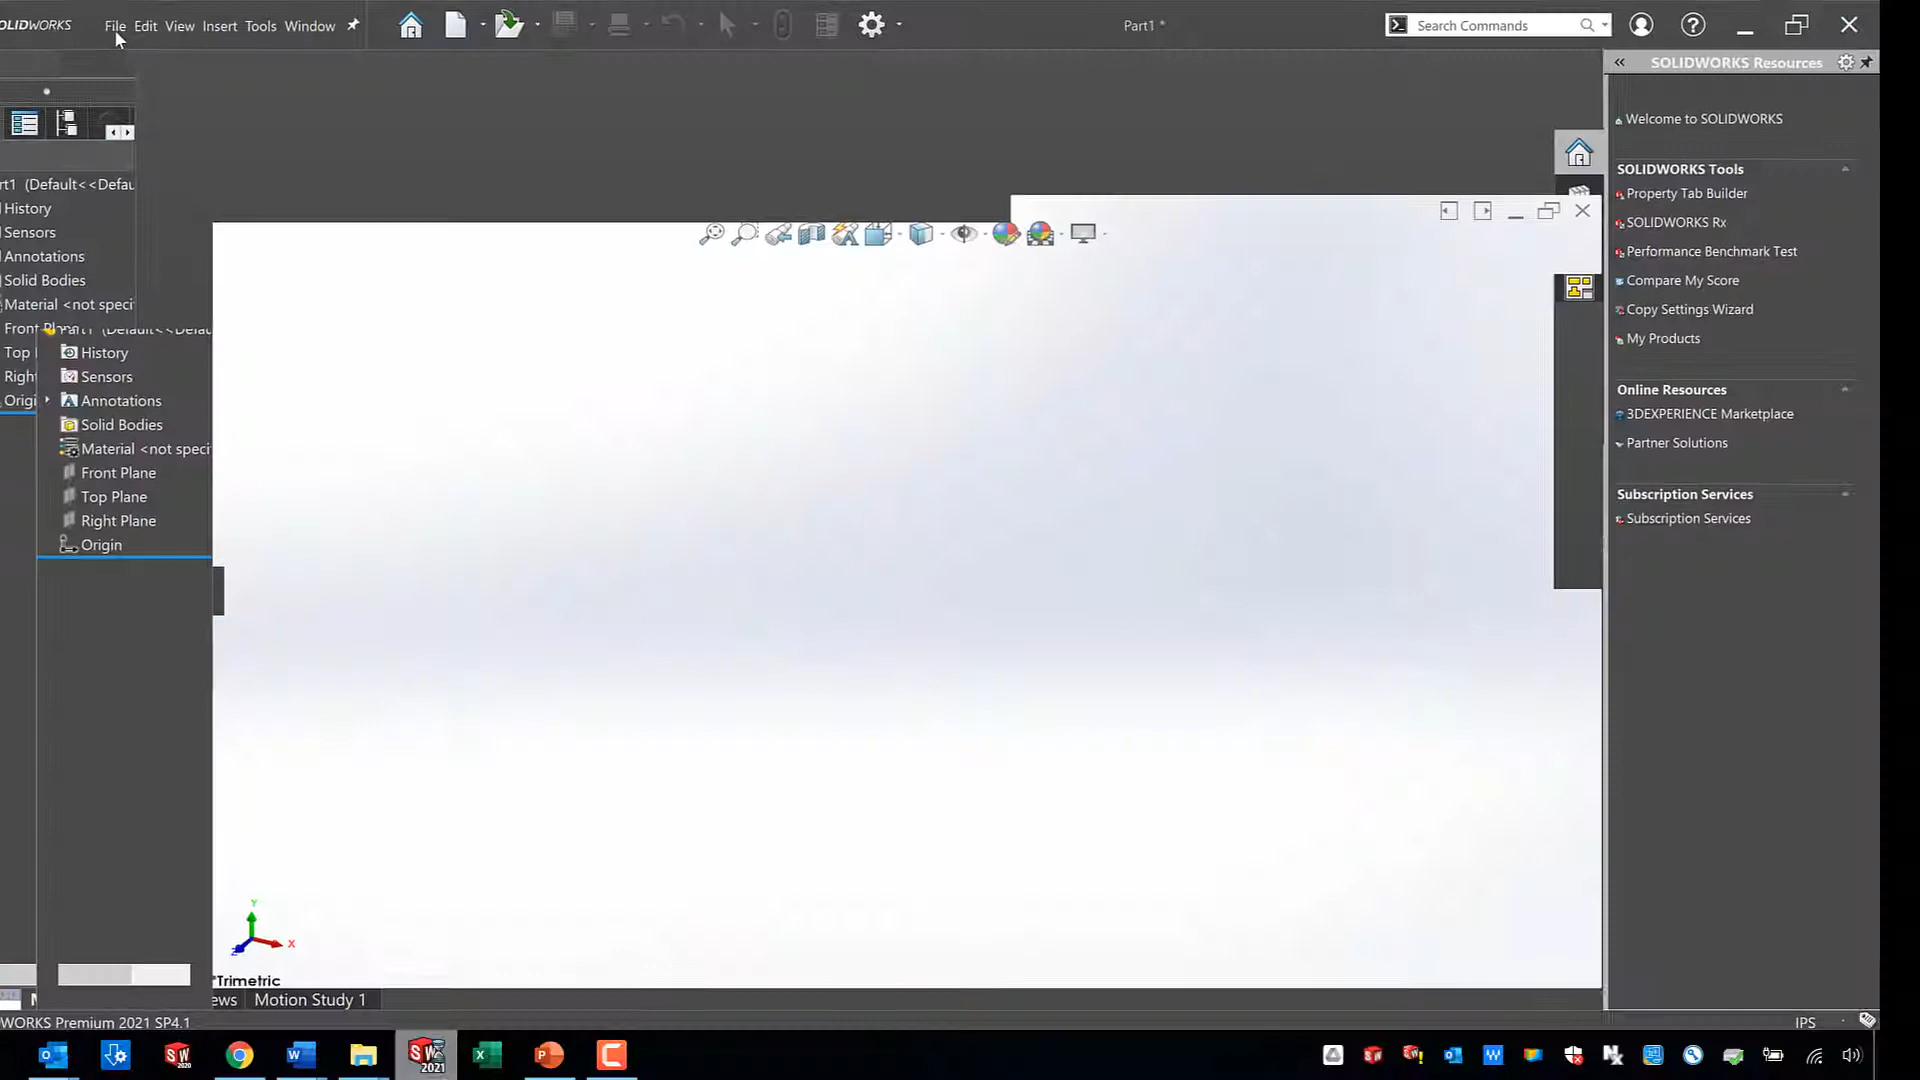 OLIDWORKS File Edit View Insert Tools Window Part1 * Search Commands
SOLIDWORKS Resources
Welcome to SOLIDWORKS
SOLIDWORKS Tools
Property Tab Builder
SOLIDWORKS Rx
Performance Benchmark Test
Compare My Score
Copy Settings Wizard
My Products
Online Resources
3DEXPERIENCE Marketplace
Partner Solutions
Subscription Services
Subscription Services
rt1 (Default<<Defau
History
Sensors
Annotations
Solid Bodies
Material <not speci
Front
Top
Righ
Origi
History
Sensors
Annotations
Solid Bodies
Material <not speci
Front Plane
Top Plane
Right Plane
Origin
Y
X
Z
*Trimetric
ews Motion Study 1
WORKS Premium 2021 SP4.1
IPS
SW 2020
SW 2021